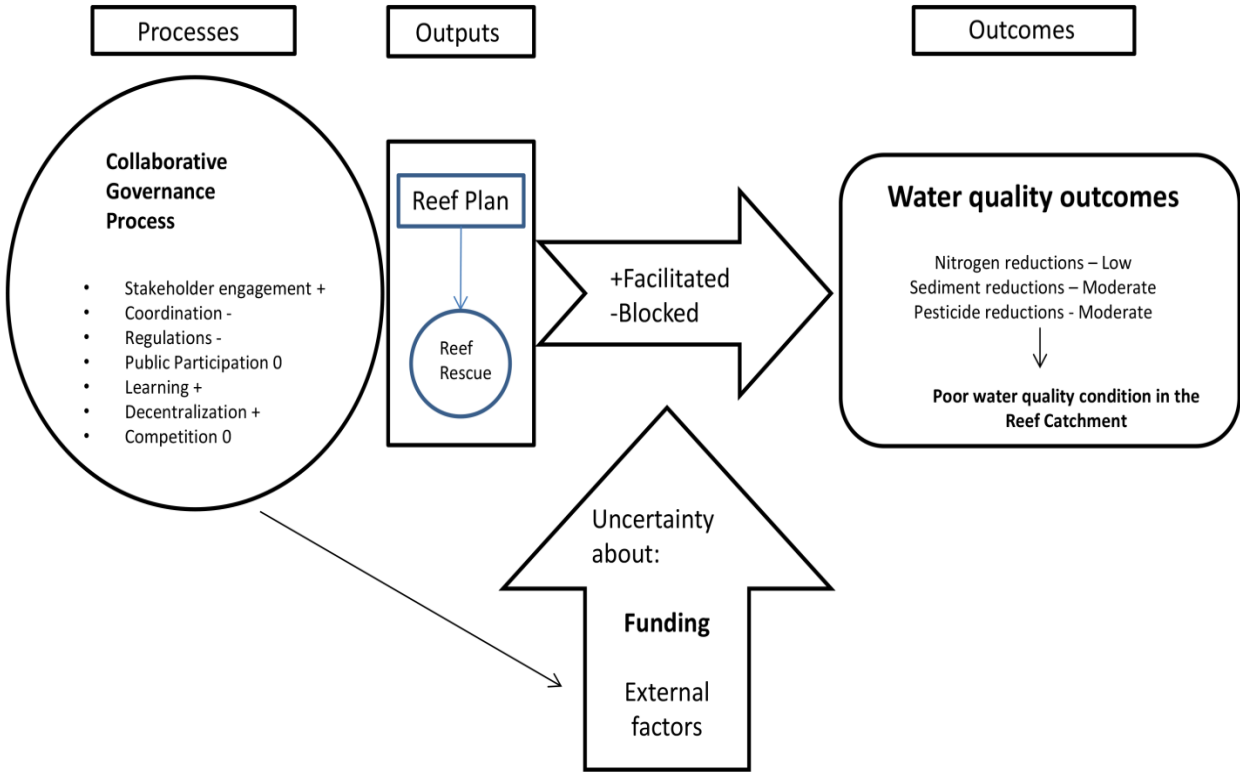 Processes
Outputs
Outcomes
Collaborative
Governance
Process
• Stakeholder engagement +
• Coordination -
• Regulations -
• Public Participation 0
• Learning +
• Decentralization +
• Competition 0
Reef Plan
Reef
Rescue
+Facilitated
-Blocked
Water quality outcomes
Nitrogen reductions – Low
Sediment reductions – Moderate
Pesticide reductions - Moderate
Poor water quality condition in the
Reef Catchment
Uncertainty
about:
Funding
External
factors